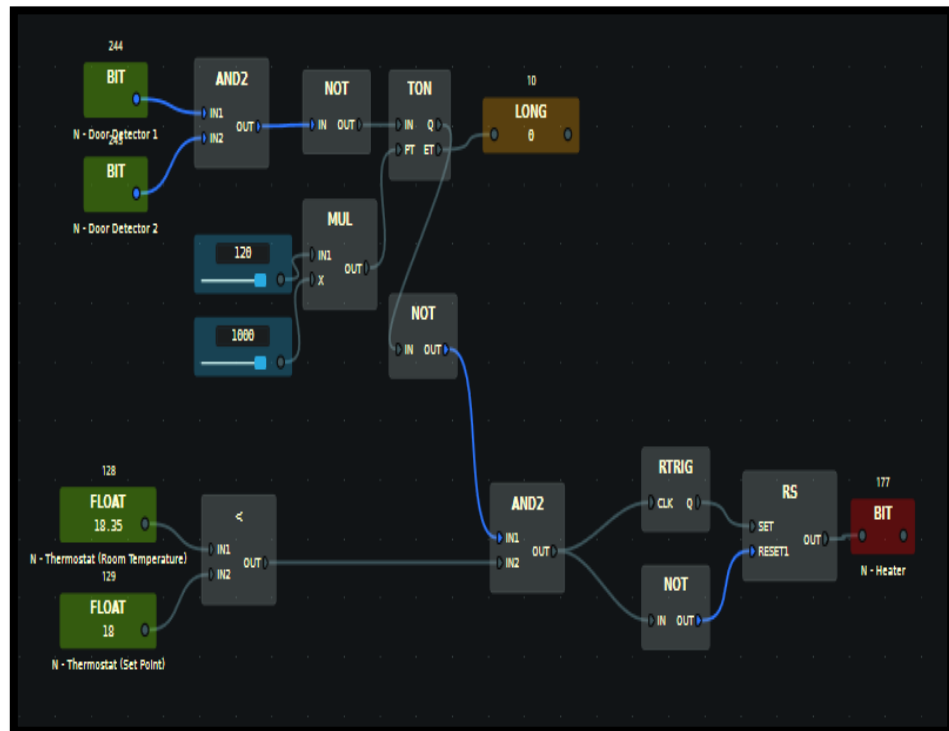 244
BIT
N - Door Detector 1
AND2
IN1
IN2
OUT
NOT
IN OUT
TON
IN Q
PT ET
10
LONG
0
BIT
N - Door Detector 2
MUL
IN1
X
OUT
120
1000
NOT
IN OUT
128
FLOAT
18.35
N - Thermostat (Room Temperature)
129
FLOAT
18
N - Thermostat (Set Point)
<
IN1
IN2
OUT
AND2
IN1
IN2
OUT
RTRIG
CLK Q
NOT
IN OUT
RS
SET
RESET1
OUT
177
BIT
N - Heater